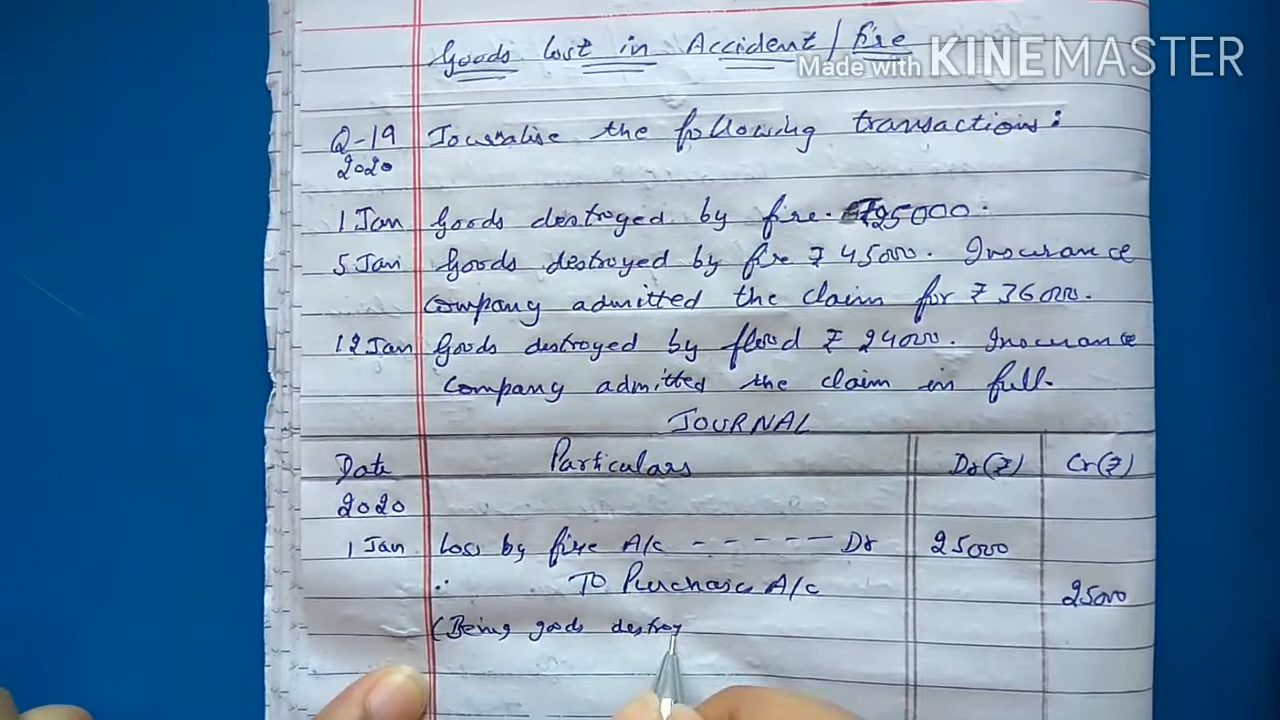 Goods Lost in Accident / Fire
Made with KINEMASTER
Q-19 Journalise the following transactions:
2020
1 Jan Goods destroyed by fire. ₹25000.
5 Jan Goods destroyed by fire ₹ 45000. Insurance
company admitted the claim for ₹ 36000.
12 Jan Goods destroyed by flood ₹ 24000. Insurance
company admitted the claim in full.
JOURNAL
Date Particulars Dr(₹) Cr(₹)
2020
1 Jan Loss by fire A/c - - - - - - Dr 25000
To Purchases A/c 25000
(Being goods destroy